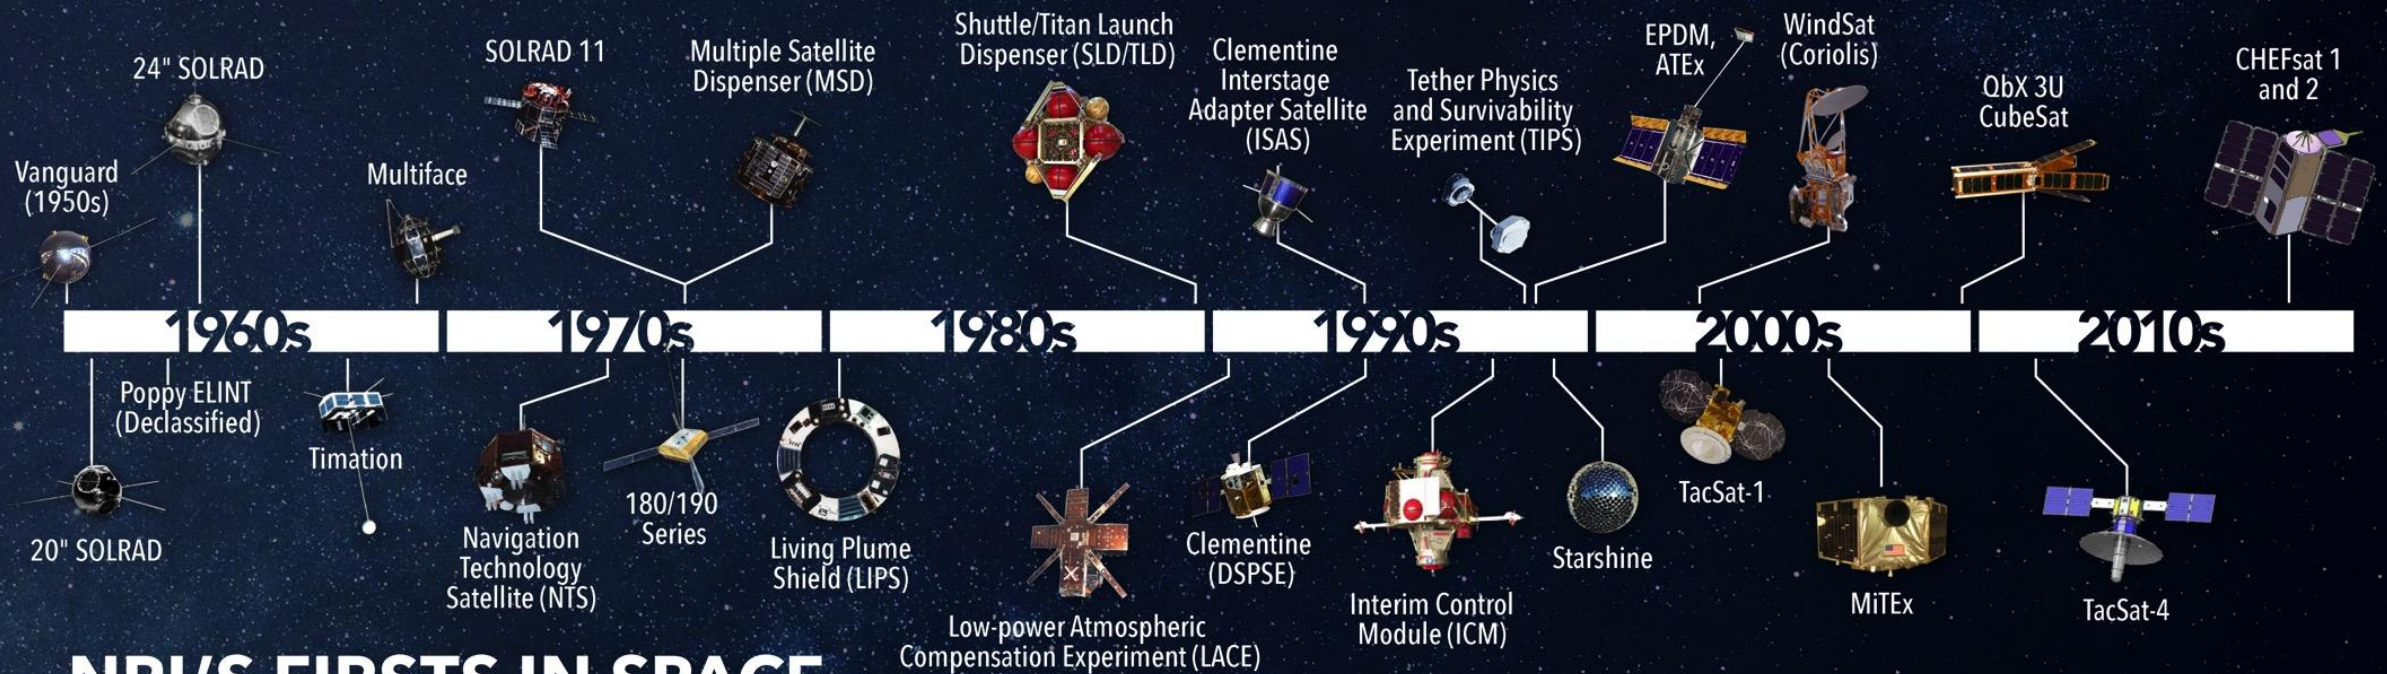 Vanguard
(1950s)
24" SOLRAD
Multiface
SOLRAD 11
Multiple Satellite
Dispenser (MSD)
Shuttle/Titan Launch
Dispenser (SLD/TLD)
Clementine
Interstage
Adapter Satellite
(ISAS)
Tether Physics
and Survivability
Experiment (TIPS)
EPDM,
ATEx
WindSat
(Coriolis)
QbX 3U
CubeSat
CHEFsat 1
and 2
1960s
1970s
1980s
1990s
2000s
2010s
20" SOLRAD
Poppy ELINT
(Declassified)
Timation
Navigation
Technology
Satellite (NTS)
180/190
Series
Living Plume
Shield (LIPS)
Low-power Atmospheric
Compensation Experiment (LACE)
Clementine
(DSPSE)
Interim Control
Module (ICM)
Starshine
TacSat-1
MiTEx
TacSat-4
FIRSTS IN SPACE